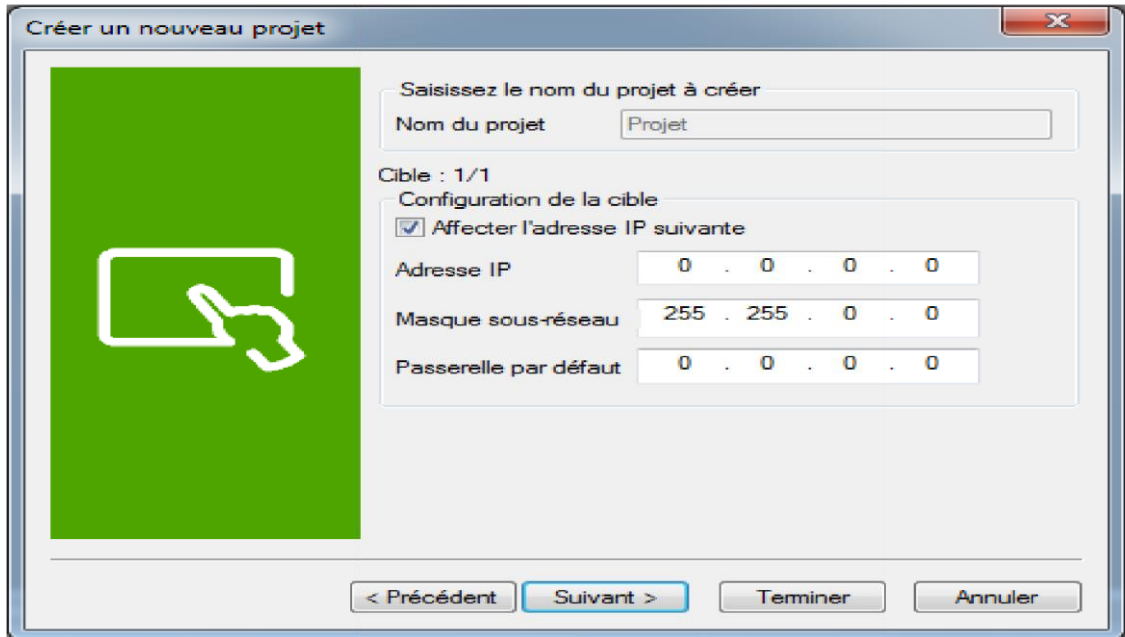 Créer un nouveau projet
Saisissez le nom du projet à créer
Nom du projet Projet
Cible : 1/1
Configuration de la cible
Affecter l'adresse IP suivante
Adresse IP 0 . 0 . 0 . 0
Masque sous-réseau 255 . 255 . 0 . 0
Passerelle par défaut 0 . 0 . 0 . 0
< Précédent Suivant > Terminer Annuler